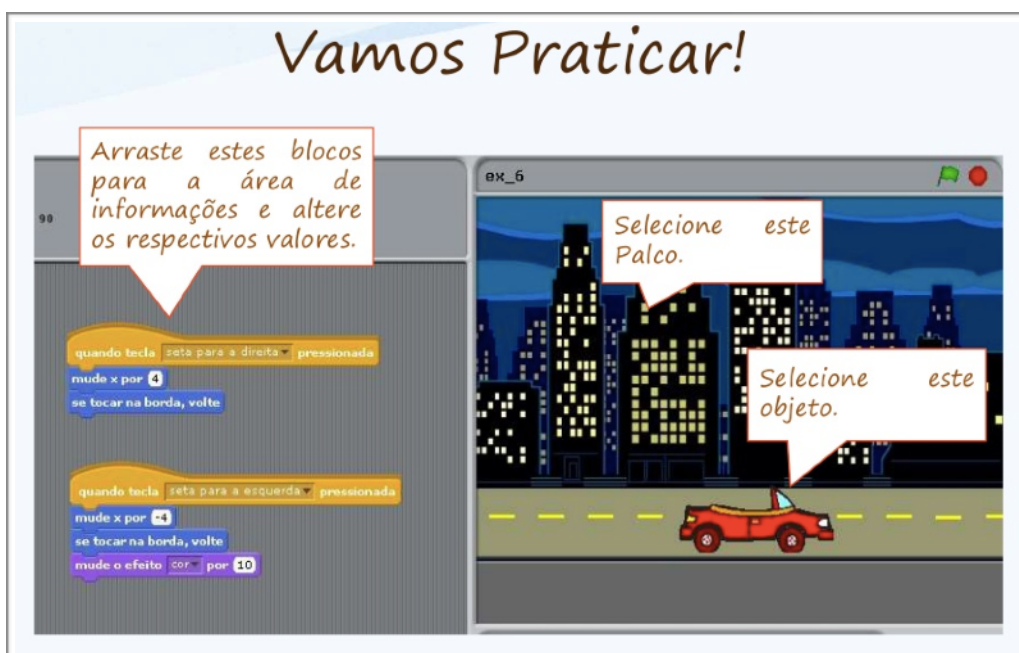 Vamos Praticar!
Arraste estes blocos
para a área de
informações e altere
os respectivos valores.
90
ex_6
Selecione este
Palco.
quando tecla seta para a direita pressionada
mude x por 4
se tocar na borda, volte
Selecione este
objeto.
quando tecla seta para a esquerda pressionada
mude x por -4
se tocar na borda, volte
mude o efeito cor por 10